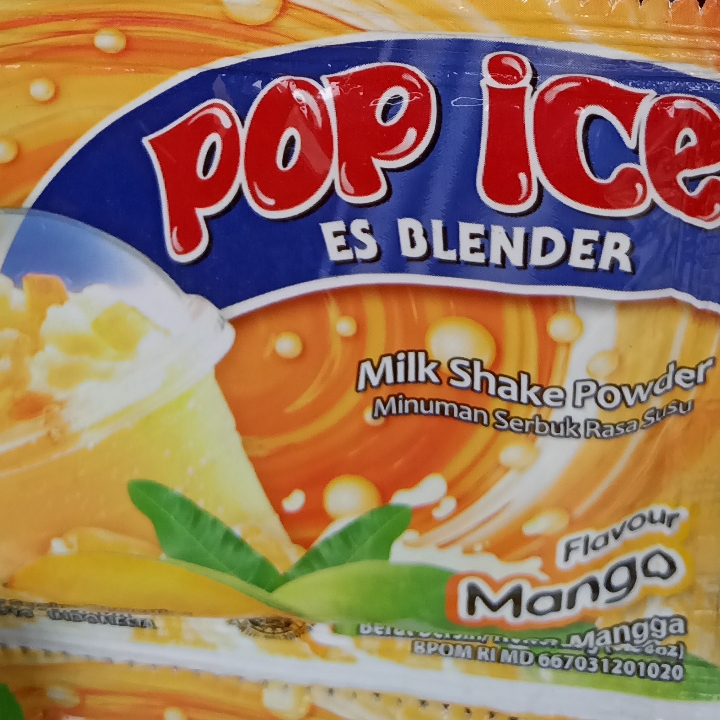 POP ICE
ES BLENDER
Milk Shake Powder
Minuman Serbuk Rasa Susu
Flavour
Mango
Mangga
BPOM RI MD 667031201020